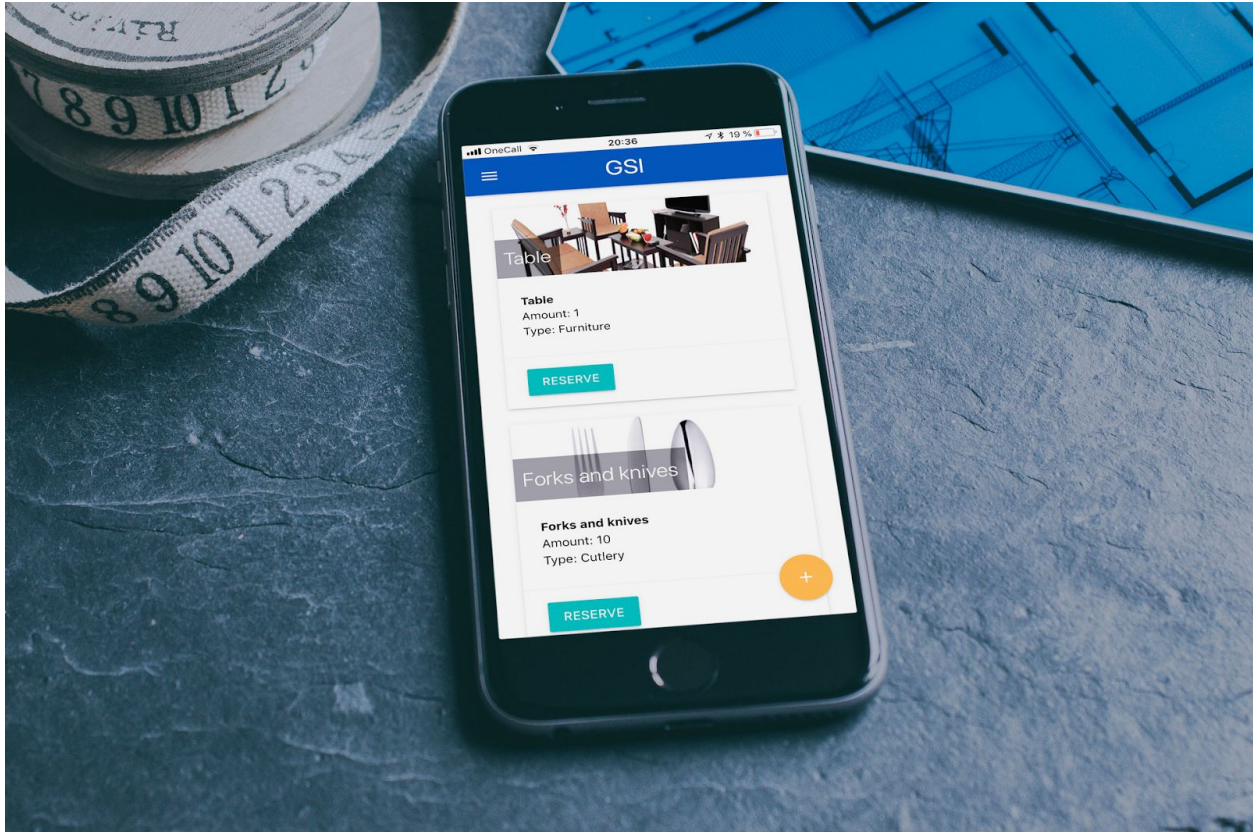 7 8 9 10 1 2 3
8 9 10 1 2 3 4
OneCall 20:36 19 %
GSI
Table
Table
Amount: 1
Type: Furniture
RESERVE
Forks and knives
Forks and knives
Amount: 10
Type: Cutlery
+
RESERVE